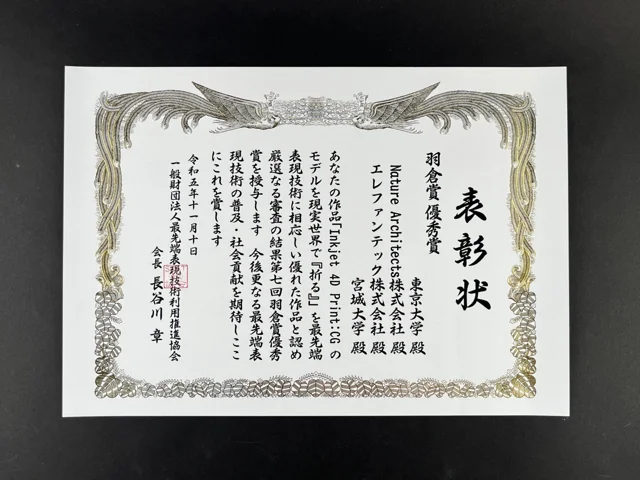 表彰状
羽倉賞 優秀賞
東京大学 殿
Nature Architects株式会社 殿
エレファンテック株式会社 殿
宮城大学 殿
あなたの作品「Inkjet 4D Print:CGの
モデルを現実世界で『折る』」を最先端
表現技術に相応しい優れた作品と認め
厳選なる審査の結果第七回羽倉賞優秀
賞を授与します 今後更なる最先端表
現技術の普及・社会貢献を期待しここ
にこれを賞します
令和五年十一月十日
一般財団法人最先端表現技術利用推進協会
会長 長谷川 章